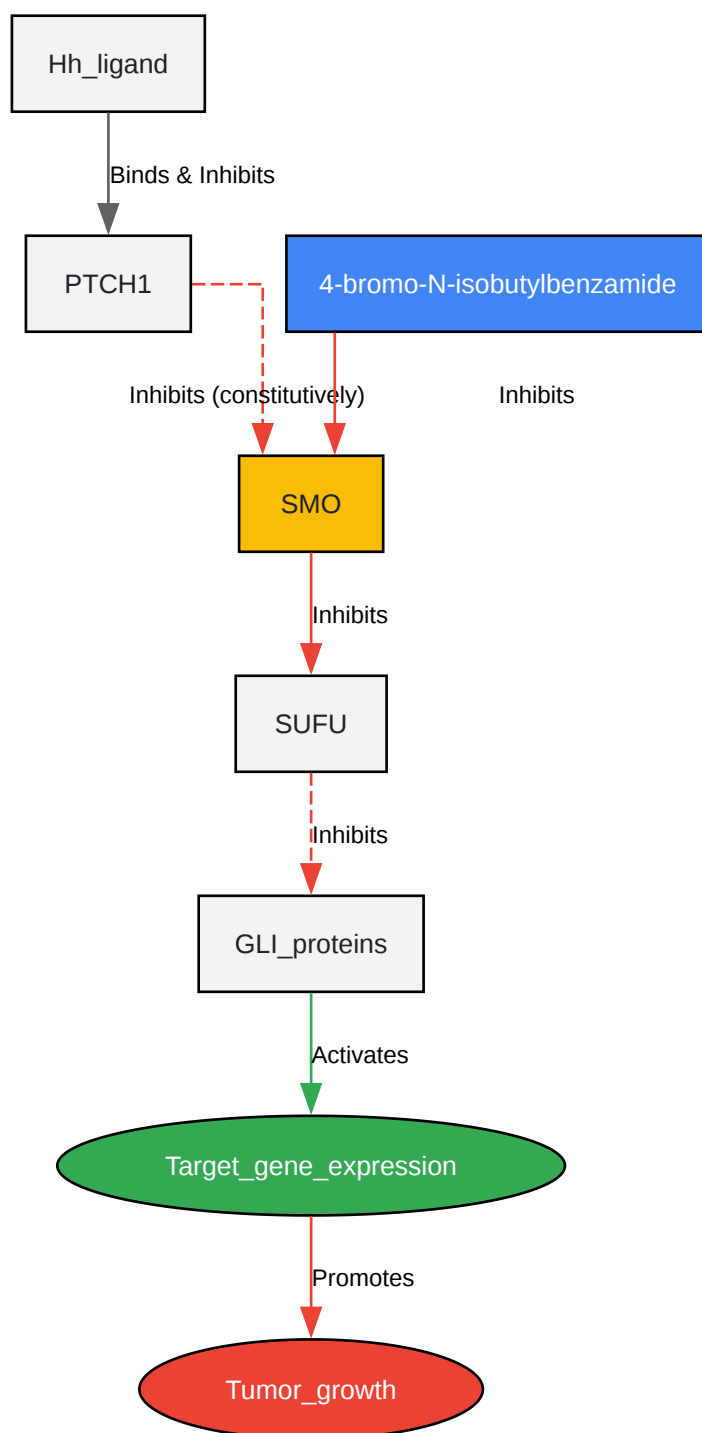 Hh_ligand
Binds & Inhibits
PTCH1
4-bromo-N-isobutylbenzamide
Inhibits (constitutively)
Inhibits
SMO
Inhibits
SUFU
Inhibits
GLI_proteins
Activates
Target_gene_expression
Promotes
Tumor_growth